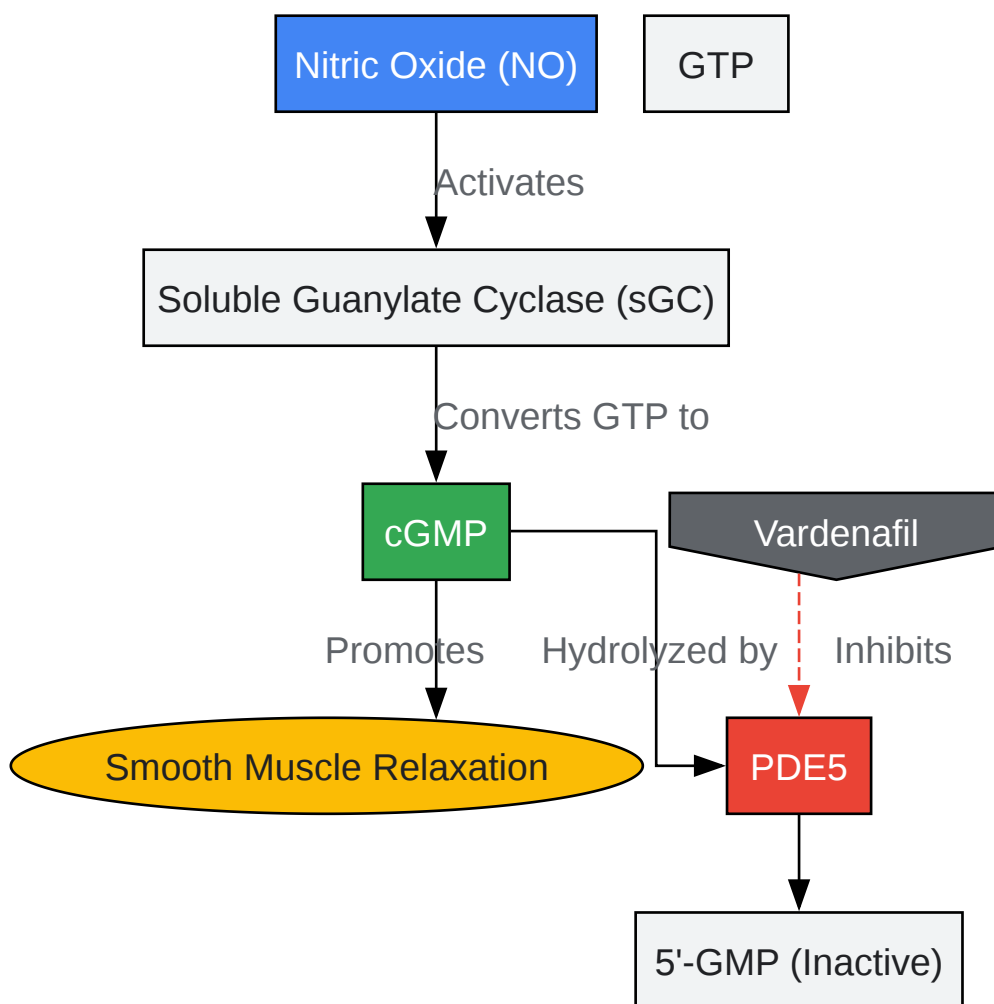 Nitric Oxide (NO)
GTP
Activates
Soluble Guanylate Cyclase (sGC)
Converts GTP to
cGMP
Vardenafil
Promotes
Hydrolyzed by
Inhibits
Smooth Muscle Relaxation
PDE5
5'-GMP (Inactive)